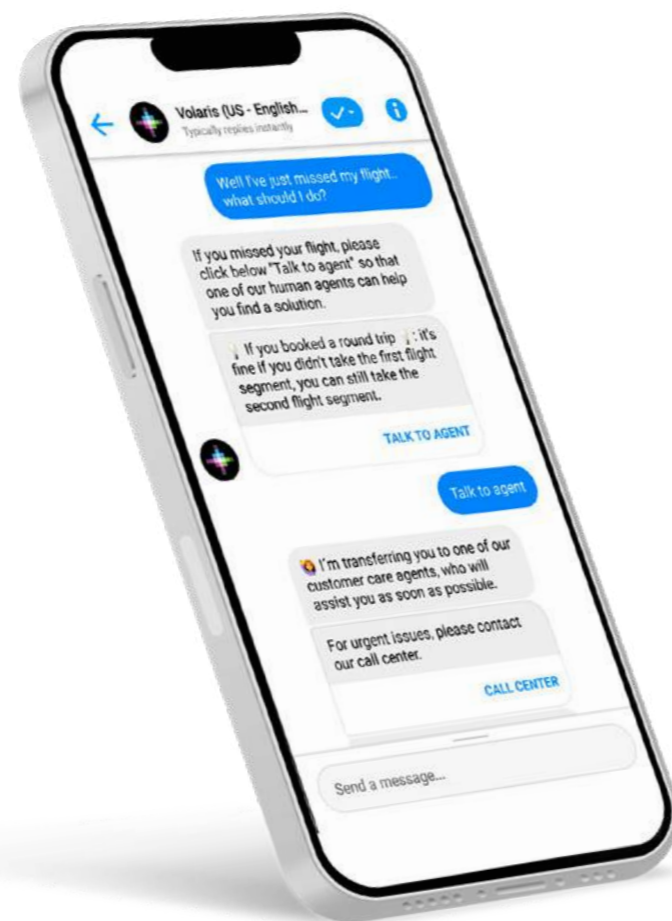 Volaris (US - English...
Typically replies instantly
Well I've just missed my flight..
what should I do?
If you missed your flight, please
click below "Talk to agent" so that
one of our human agents can help
you find a solution.
If you booked a round trip : it's
fine if you didn't take the first flight
segment, you can still take the
second flight segment.
TALK TO AGENT
Talk to agent
I'm transferring you to one of our
customer care agents, who will
assist you as soon as possible.
For urgent issues, please contact
our call center.
CALL CENTER
Send a message...